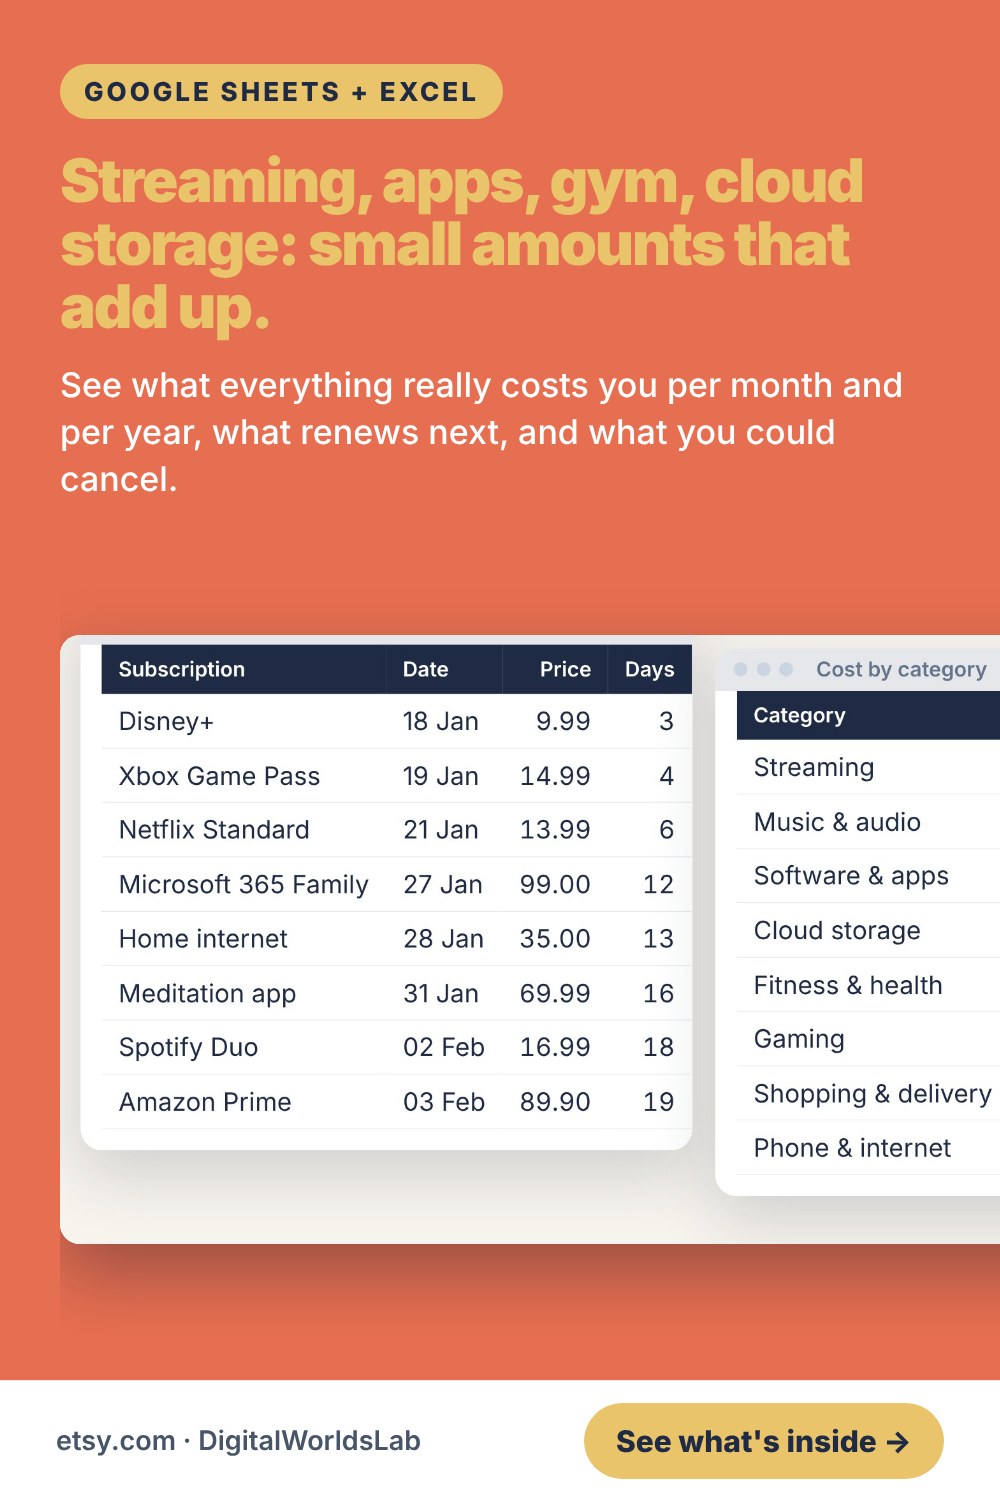 GOOGLE SHEETS + EXCEL
Streaming, apps, gym, cloud
storage: small amounts that
add up.
See what everything really costs you per month and
per year, what renews next, and what you could
cancel.
Subscription Date Price Days
Disney+ 18 Jan 9.99 3
Xbox Game Pass 19 Jan 14.99 4
Netflix Standard 21 Jan 13.99 6
Microsoft 365 Family 27 Jan 99.00 12
Home internet 28 Jan 35.00 13
Meditation app 31 Jan 69.99 16
Spotify Duo 02 Feb 16.99 18
Amazon Prime 03 Feb 89.90 19
Cost by category
Category
Streaming
Music & audio
Software & apps
Cloud storage
Fitness & health
Gaming
Shopping & delivery
Phone & internet
etsy.com · DigitalWorldsLab
See what's inside →